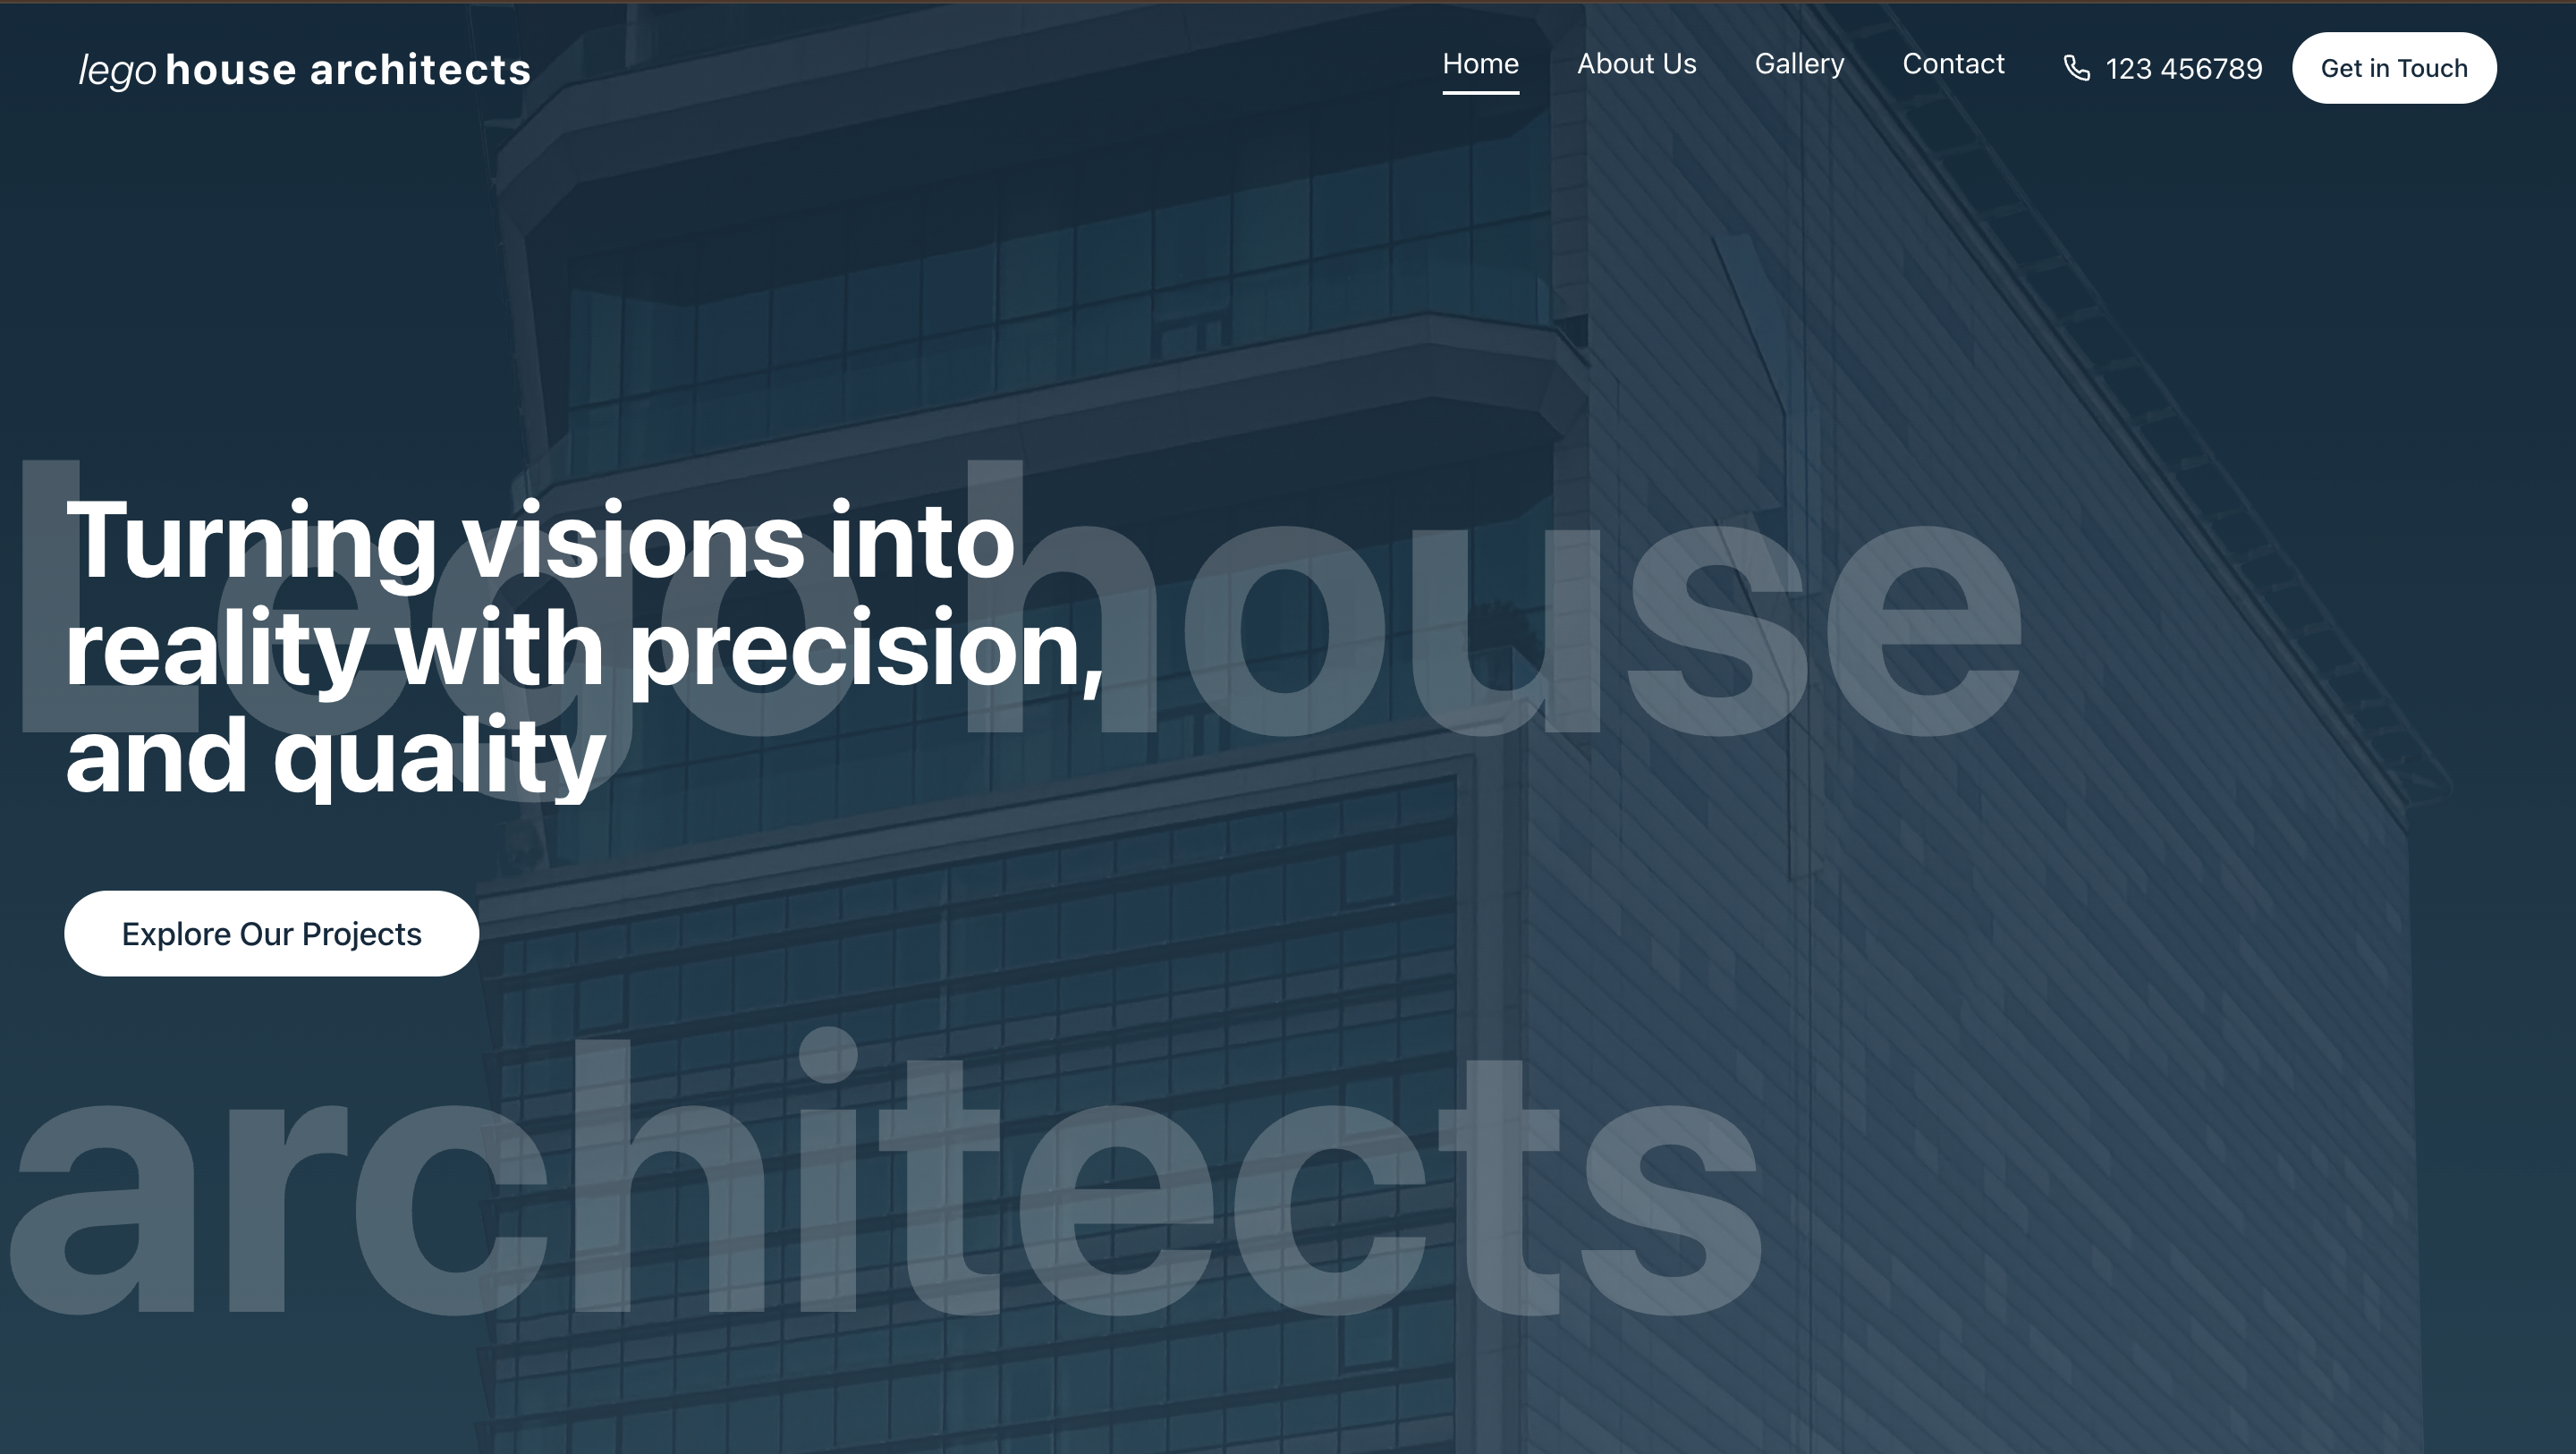 lego house architects
Home
About Us
Gallery
Contact
123 456789
Get in Touch
Lego house
Turning visions into
reality with precision,
and quality
Explore Our Projects
architects